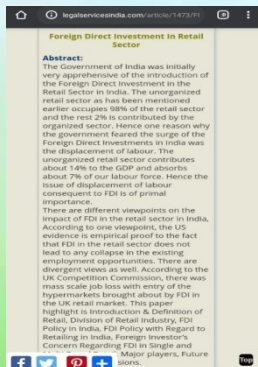 legalservicesindia.com/article/1473/FI
Foreign Direct Investment In Retail
Sector
Abstract:
The Government of India was initially
very apprehensive of the introduction of
the Foreign Direct Investment in the
Retail Sector in India. The unorganized
retail sector as has been mentioned
earlier occupies 98% of the retail sector
and the rest 2% is contributed by the
organized sector. Hence one reason why
the government feared the surge of the
Foreign Direct Investments in India was
the displacement of labour. The
unorganized retail sector contributes
about 14% to the GDP and absorbs
about 7% of our labour force. Hence the
issue of displacement of labour
consequent to FDI is of primal
importance.
There are different viewpoints on the
impact of FDI in the retail sector in India,
According to one viewpoint, the US
evidence is empirical proof to the fact
that FDI in the retail sector does not
lead to any collapse in the existing
employment opportunities. There are
divergent views as well. According to the
UK Competition Commission, there was
mass scale job loss with entry of the
hypermarkets brought about by FDI in
the UK retail market. This paper
highlight is Introduction & Definition of
Retail, Division of Retail Industry, FDI
Policy in India, FDI Policy with Regard to
Retailing in India, Foreign Investor's
Concern Regarding FDI in Single and
Major players, Future
sions.
Top